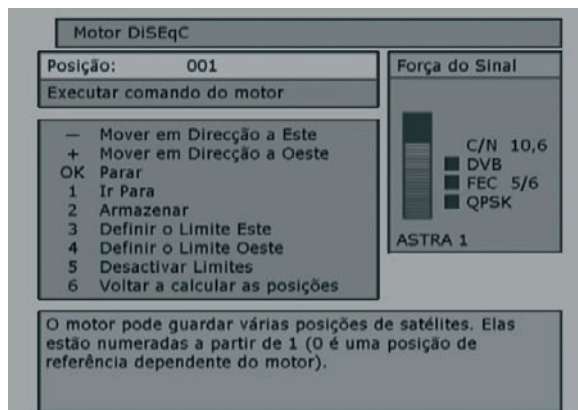 Motor DiSEqC
Posição: 001
Executar comando do motor
— Mover em Direcção a Este
+ Mover em Direcção a Oeste
OK Parar
1 Ir Para
2 Armazenar
3 Definir o Limite Este
4 Definir o Limite Oeste
5 Desactivar Limites
6 Voltar a calcular as posições
Força do Sinal
C/N 10,6
DVB
FEC 5/6
QPSK
ASTRA 1
O motor pode guardar várias posições de satélites. Elas
estão numeradas a partir de 1 (0 é uma posição de
referência dependente do motor).